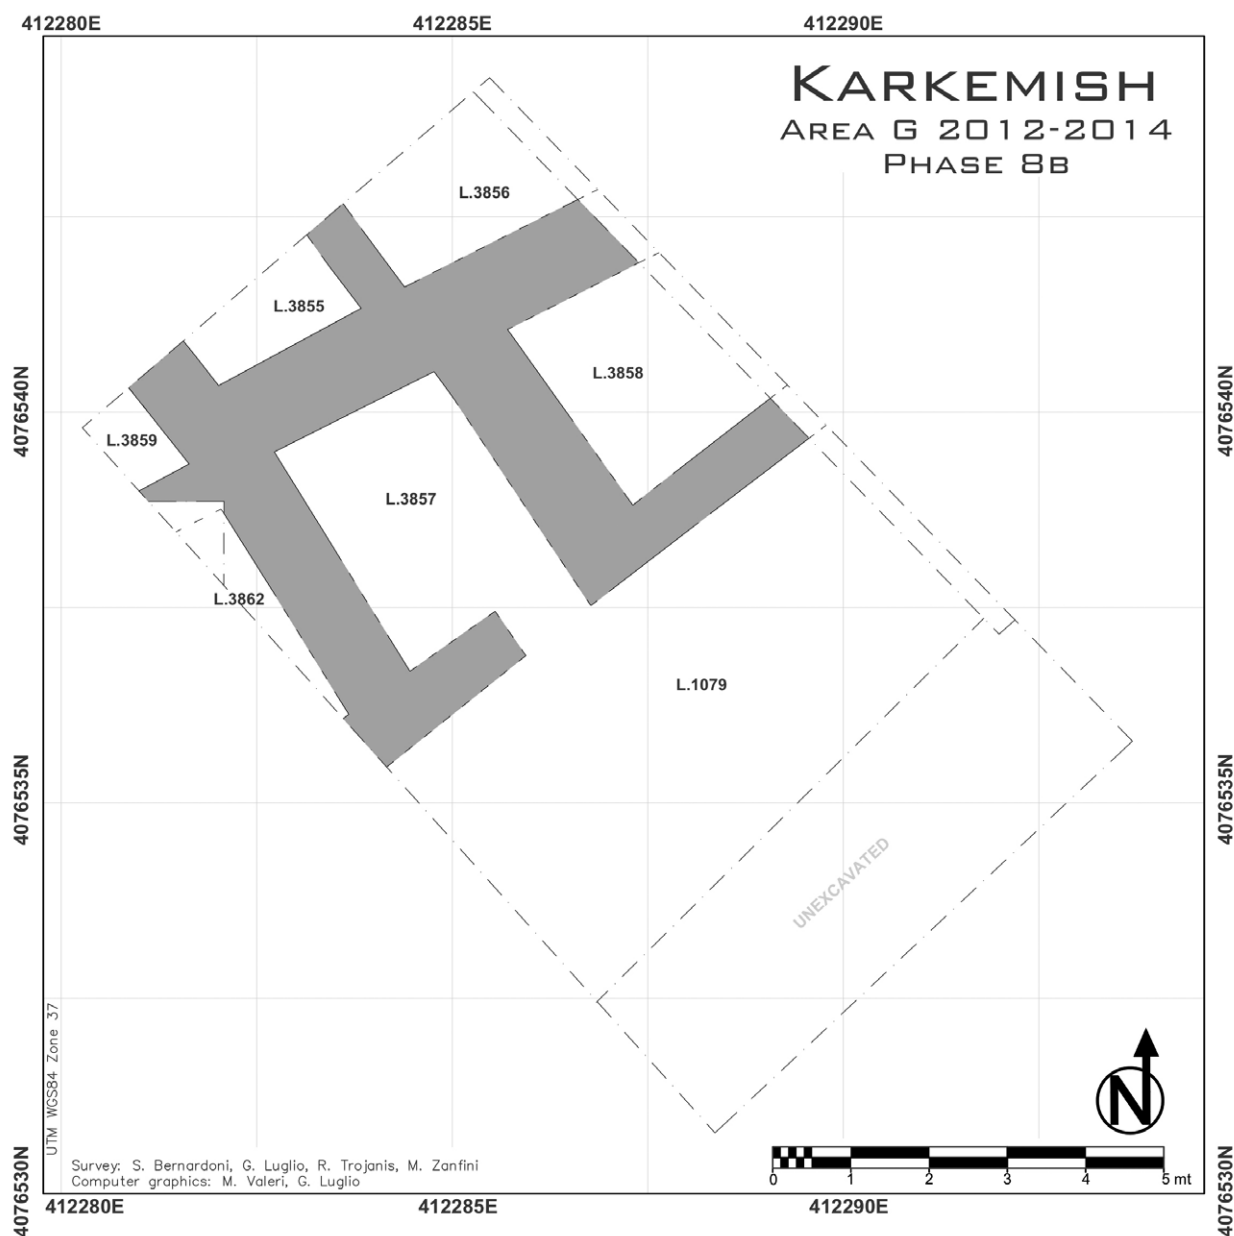 412280E 412285E 412290E
KARKEMISH
AREA G 2012-2014
PHASE 8B
L.3856
L.3855
L.3858
4076540N 4076540N
L.3859
L.3857
L.3862
L.1079
4076535N 4076535N
UNEXCAVATED
UTM WGS84 Zone 37
N
Survey: S. Bernardoni, G. Luglio, R. Trojanis, M. Zanfini
Computer graphics: M. Valeri, G. Luglio
0 1 2 3 4 5 mt
4076530N 4076530N
412280E 412285E 412290E